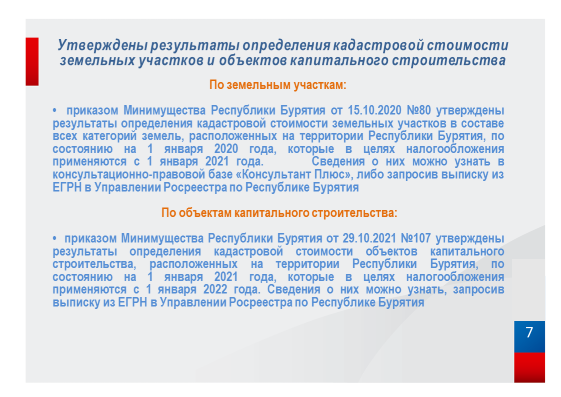 Утверждены результаты определения кадастровой стоимости
земельных участков и объектов капитального строительства
По земельным участкам:
• приказом Минимущества Республики Бурятия от 15.10.2020 №80 утверждены
результаты определения кадастровой стоимости земельных участков в составе
всех категорий земель, расположенных на территории Республики Бурятия, по
состоянию на 1 января 2020 года, которые в целях налогообложения
применяются с 1 января 2021 года. Сведения о них можно узнать в
консультационно-правовой базе «Консультант Плюс», либо запросив выписку из
ЕГРН в Управлении Росреестра по Республике Бурятия
По объектам капитального строительства:
• приказом Минимущества Республики Бурятия от 29.10.2021 №107 утверждены
результаты определения кадастровой стоимости объектов капитального
строительства, расположенных на территории Республики Бурятия, по
состоянию на 1 января 2021 года, которые в целях налогообложения
применяются с 1 января 2022 года. Сведения о них можно узнать, запросив
выписку из ЕГРН в Управлении Росреестра по Республике Бурятия
7